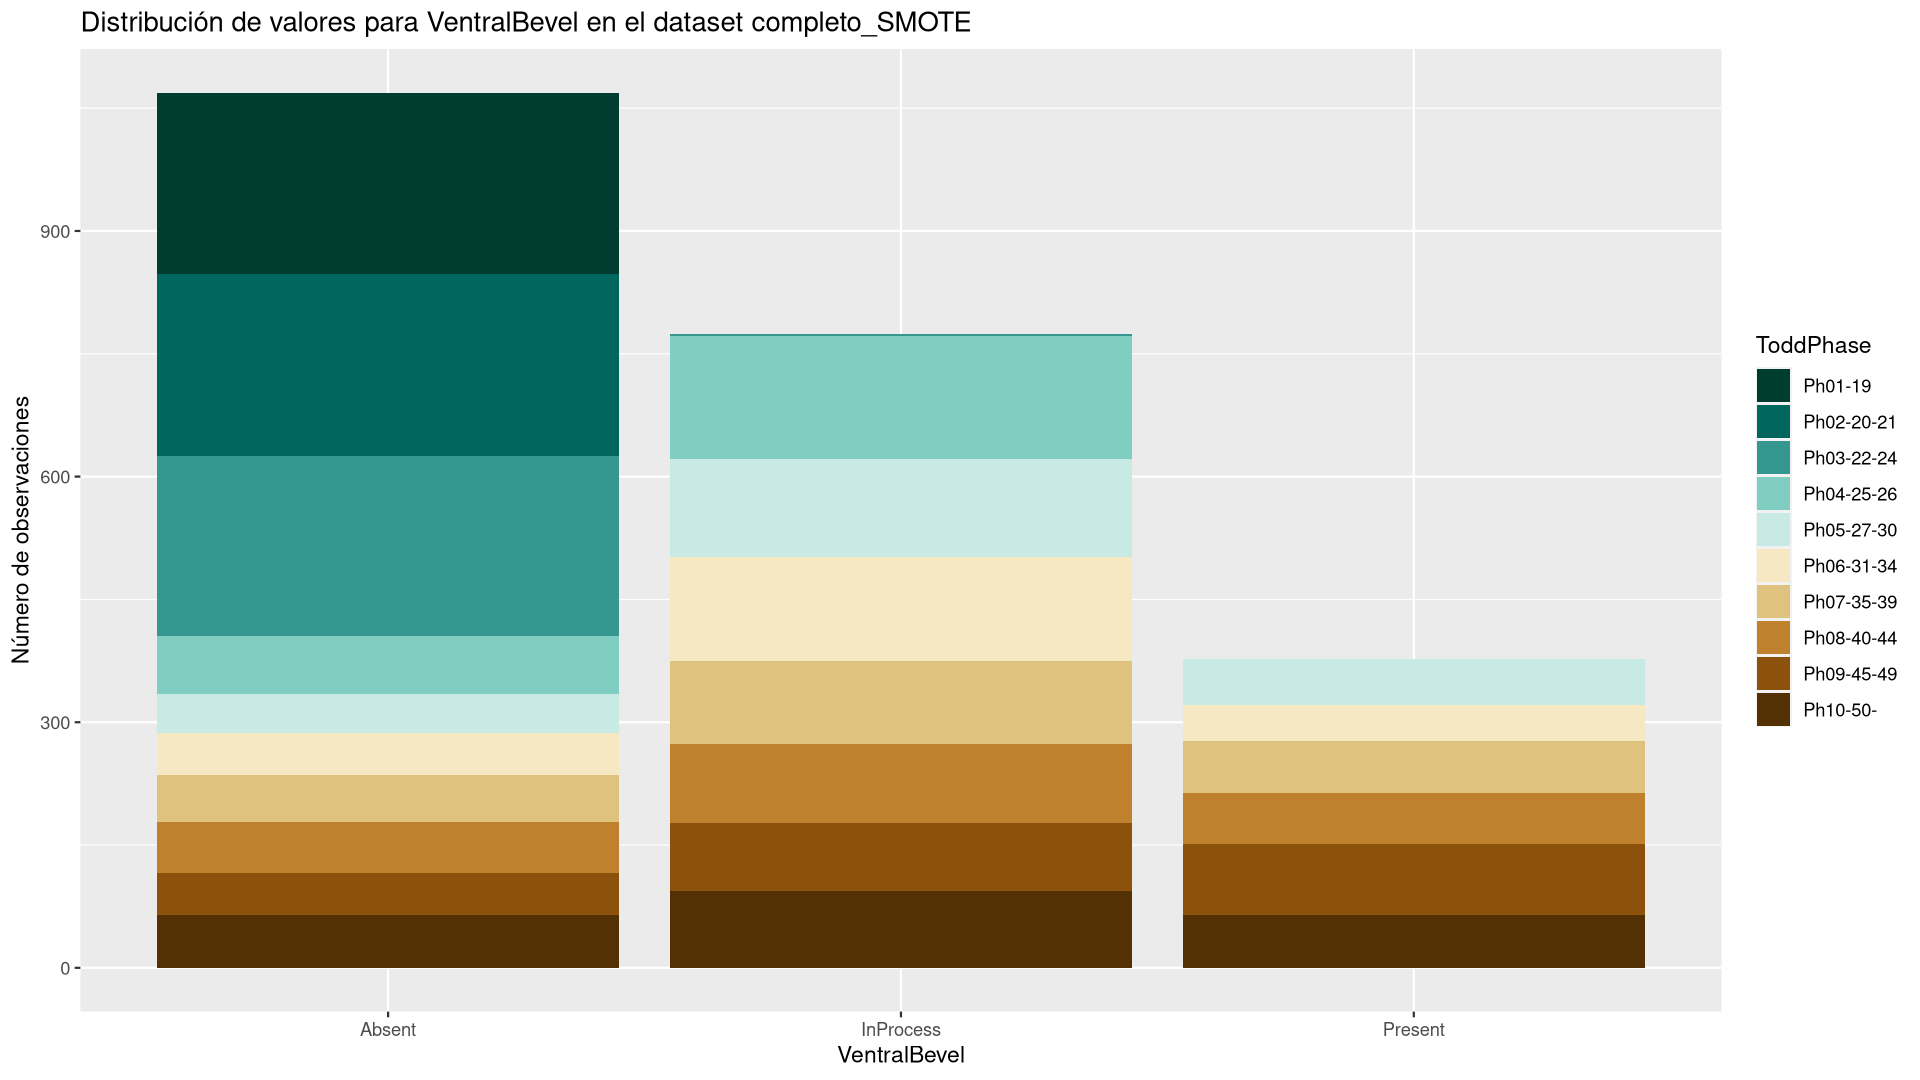 Distribución de valores para VentralBevel en el dataset completo_SMOTE
Número de observaciones
900
600
300
0
Absent
InProcess
Present
VentralBevel
ToddPhase
Ph01-19
Ph02-20-21
Ph03-22-24
Ph04-25-26
Ph05-27-30
Ph06-31-34
Ph07-35-39
Ph08-40-44
Ph09-45-49
Ph10-50-